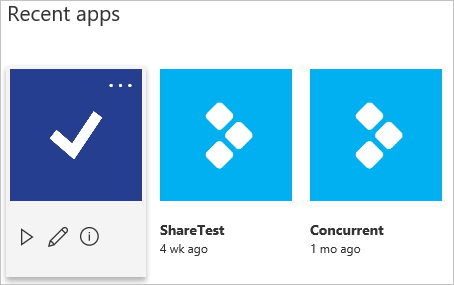 Recent apps
ShareTest
4 wk ago
Concurrent
1 mo ago